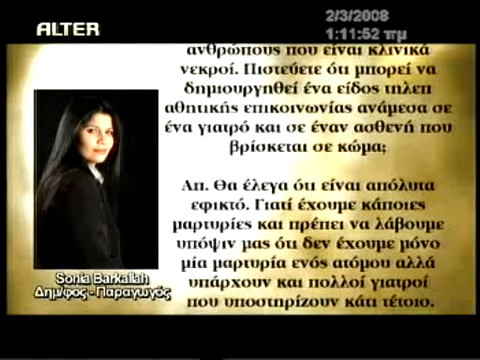 ALTER
2/3/2008
1:11:52 πμ
ανθρώπους που είναι κλινικά
νεκροί. Πιστεύετε ότι μπορεί να
δημιουργηθεί ένα είδος τηλεπ
αθητικής επικοινωνίας ανάμεσα σε
ένα γιατρό και σε έναν ασθενή που
βρίσκεται σε κώμα;
Απ. Θα έλεγα ότι είναι απόλυτα
εφικτό. Γιατί έχουμε κάποιες
μαρτυρίες και πρέπει να λάβουμε
υπόψιν μας ότι δεν έχουμε μόνο
μία μαρτυρία ενός ατόμου αλλά
υπάρχουν και πολλοί γιατροί
που υποστηρίζουν κάτι τέτοιο.
Sonia Barkallah
Δημ/φος - Παραγωγός